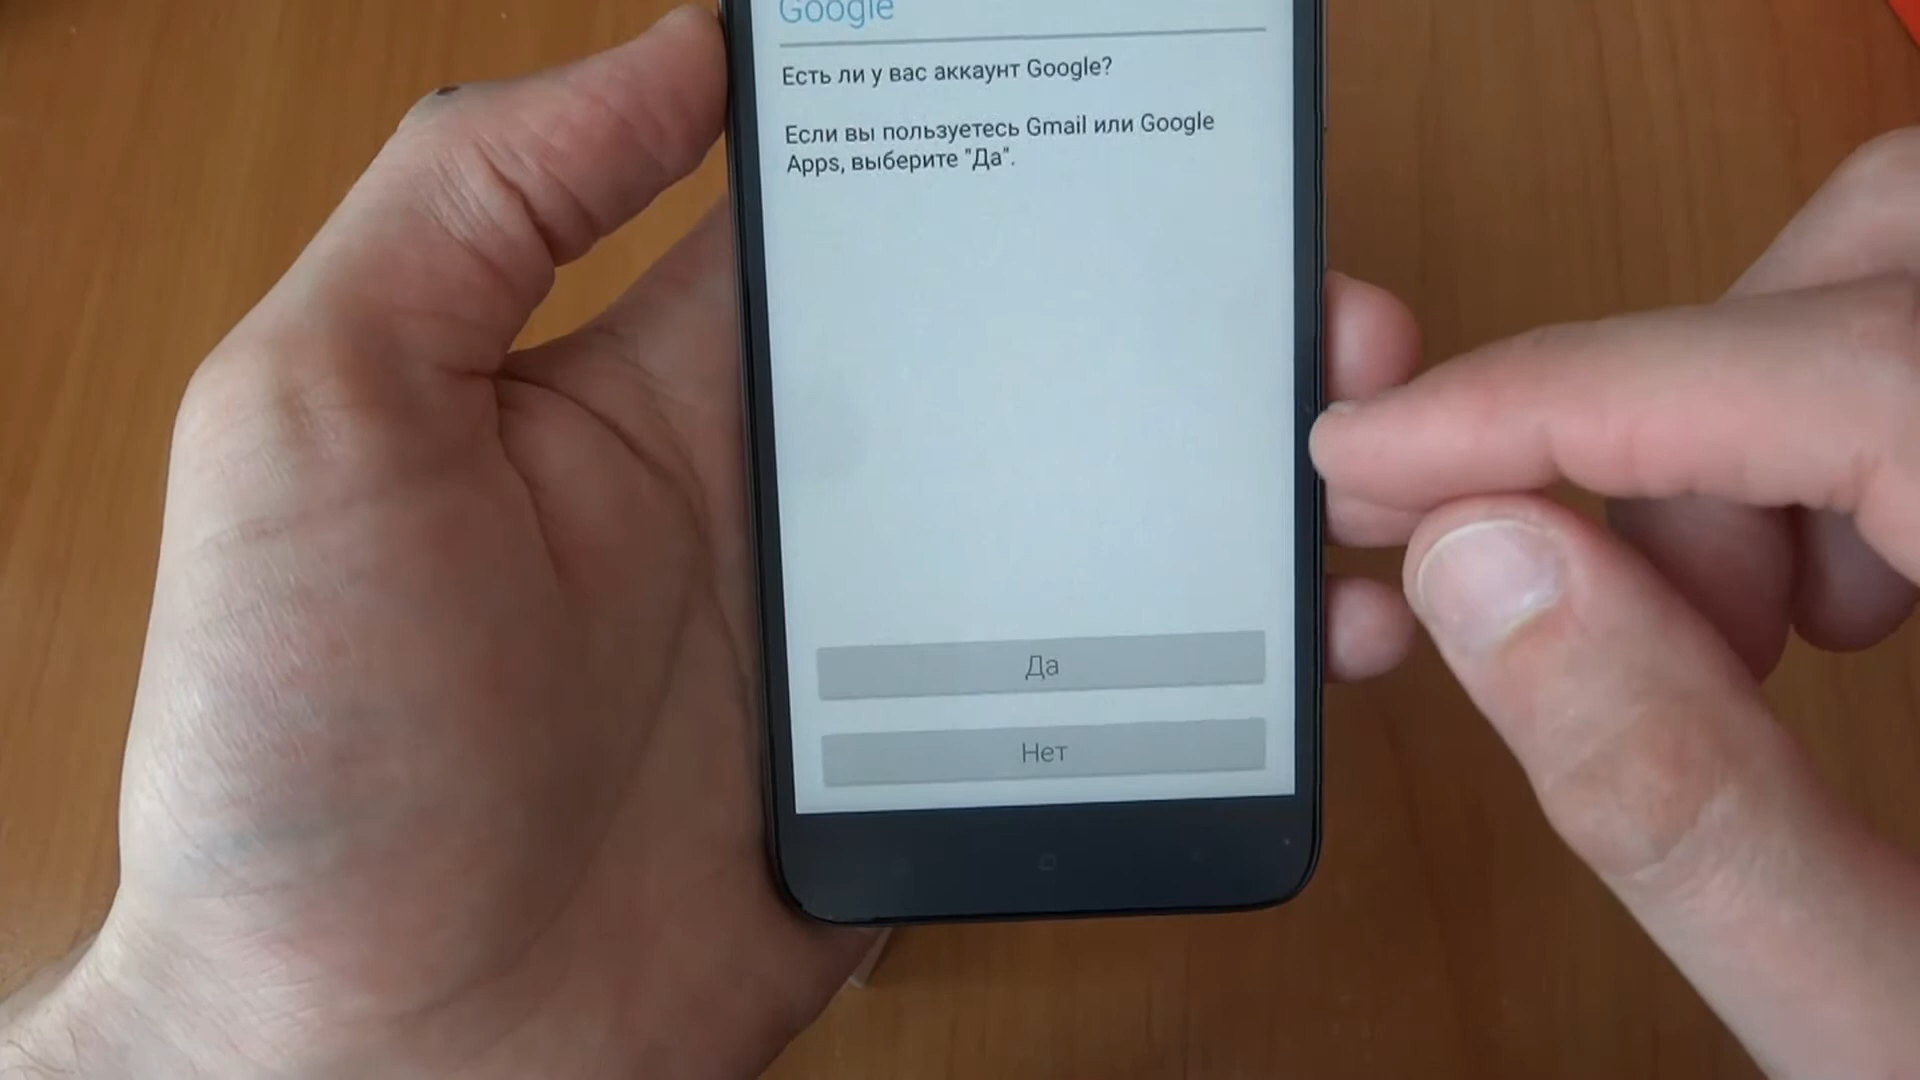 Google
Есть ли у вас аккаунт Google?
Если вы пользуетесь Gmail или Google
Apps, выберите "Да".
Да
Нет